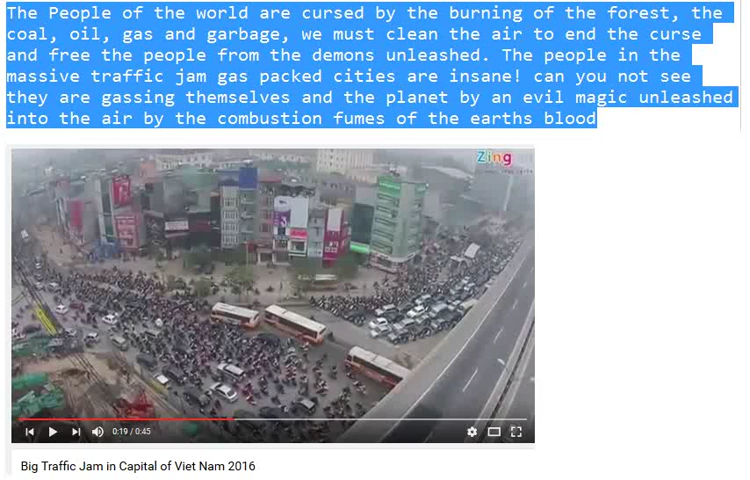 The People of the world are cursed by the burning of the forest, the
coal, oil, gas and garbage, we must clean the air to end the curse
and free the people from the demons unleashed. The people in the
massive traffic jam gas packed cities are insane! can you not see
they are gassing themselves and the planet by an evil magic unleashed
into the air by the combustion fumes of the earths blood
Zing
0:19 / 0:45
Big Traffic Jam in Capital of Viet Nam 2016